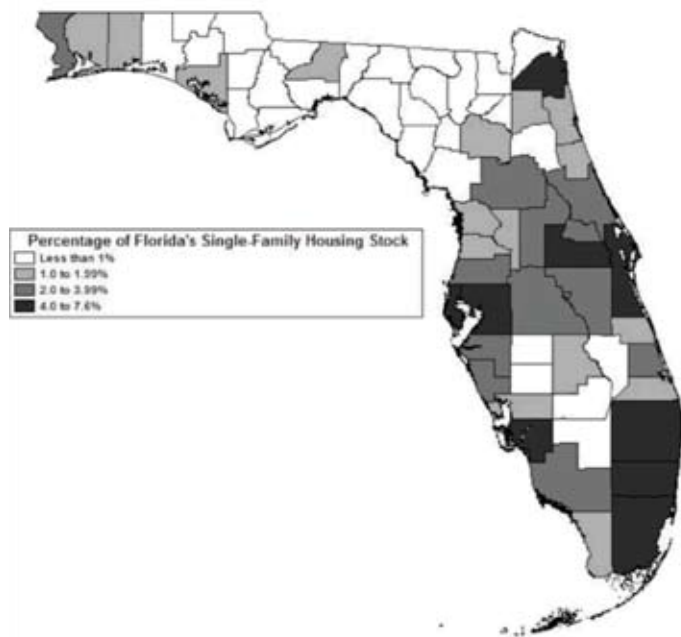 Percentage of Florida's Single-Family Housing Stock
Less than 1%
1.0 to 1.99%
2.0 to 3.99%
4.0 to 7.6%